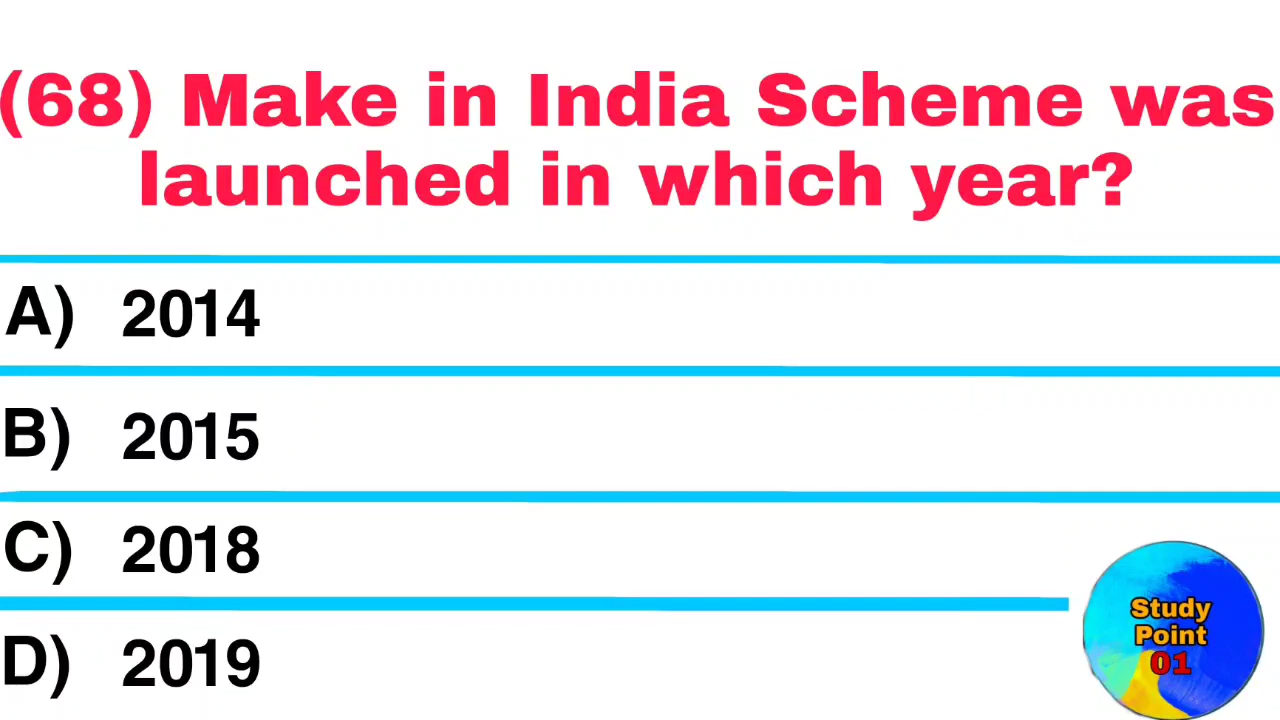 (68) Make in India Scheme was
launched in which year?
A) 2014
B) 2015
C) 2018
D) 2019
Study
Point
01